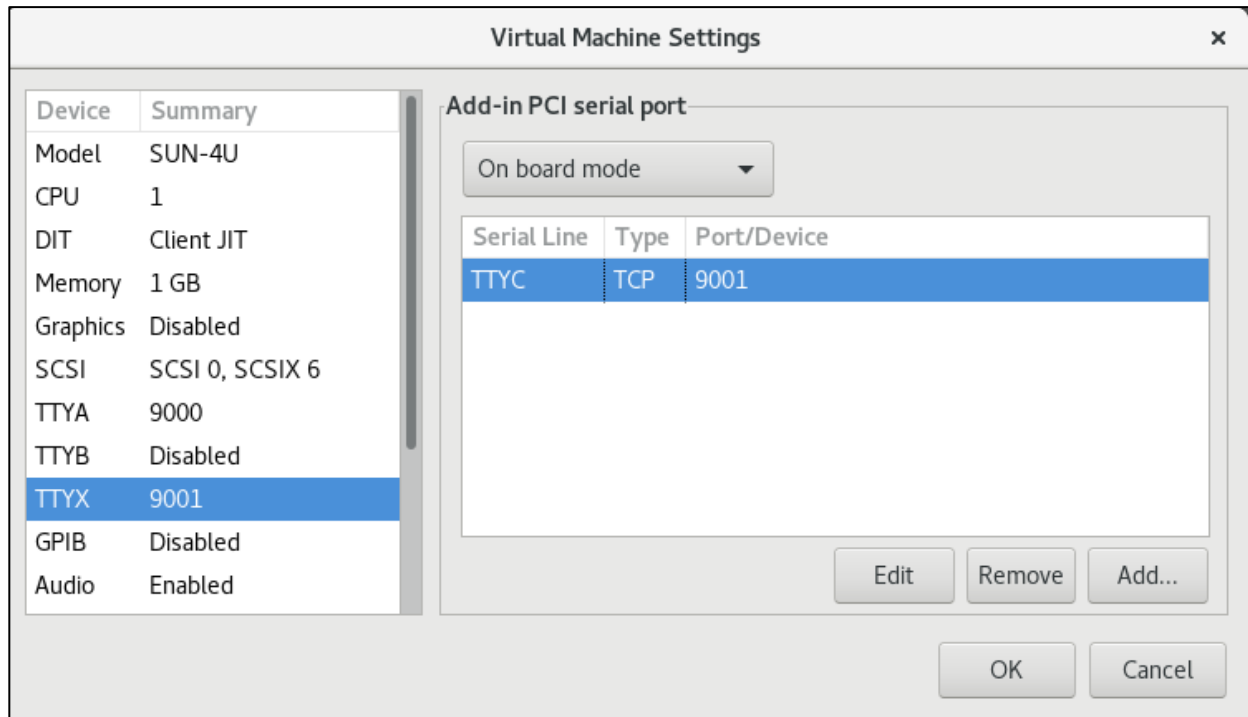 Virtual Machine Settings ×
Device Summary
Model SUN-4U
CPU 1
DIT Client JIT
Memory 1 GB
Graphics Disabled
SCSI SCSI 0, SCSIX 6
TTYA 9000
TTYB Disabled
TTYX 9001
GPIB Disabled
Audio Enabled
Add-in PCI serial port
On board mode
Serial Line Type Port/Device
TTYC TCP 9001
Edit Remove Add...
OK Cancel